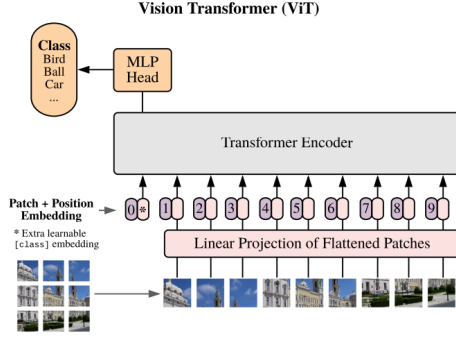 Vision Transformer (ViT)
Class
Bird
Ball
Car
...
MLP
Head
Transformer Encoder
Patch + Position
Embedding
0 * 1 2 3 4 5 6 7 8 9
* Extra learnable
[class] embedding
Linear Projection of Flattened Patches